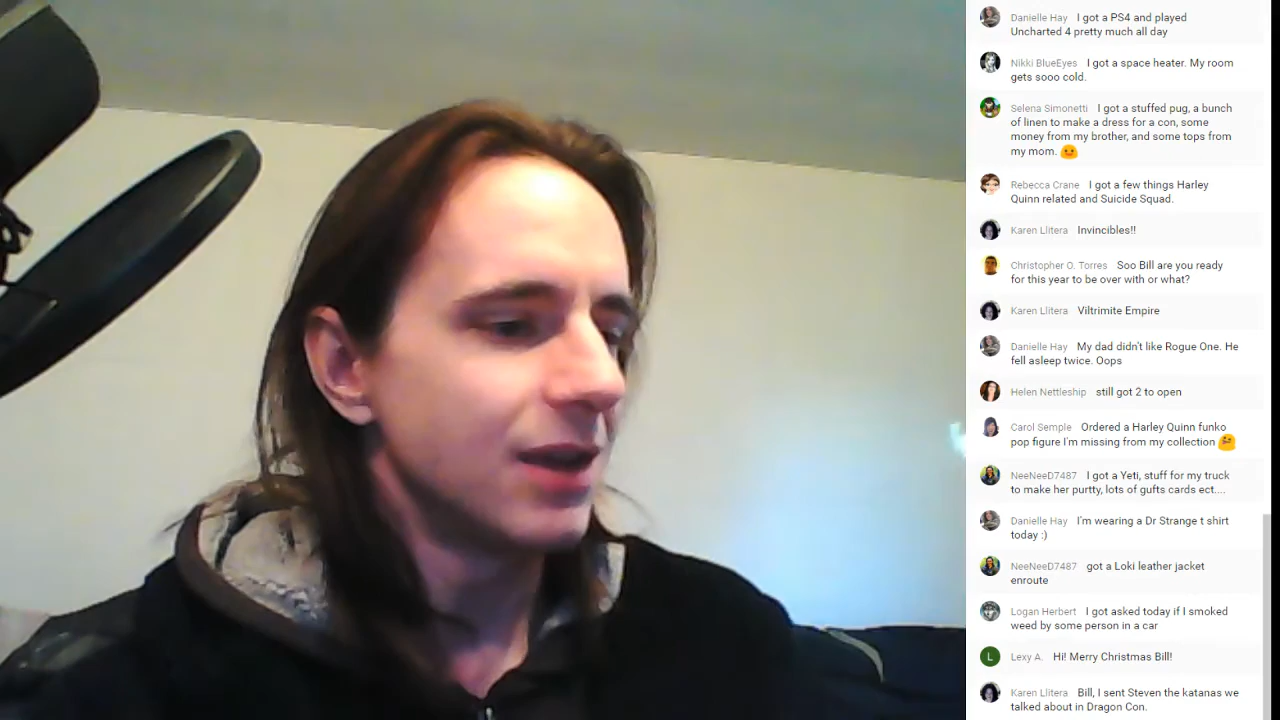 Danielle Hay I got a PS4 and played
Uncharted 4 pretty much all day
Nikki BlueEyes I got a space heater. My room
gets sooo cold.
Selena Simonetti I got a stuffed pug, a bunch
of linen to make a dress for a con, some
money from my brother, and some tops from
my mom.
Rebecca Crane I got a few things Harley
Quinn related and Suicide Squad.
Karen Llitera Invincibles!!
Christopher O. Torres Soo Bill are you ready
for this year to be over with or what?
Karen Llitera Viltrimite Empire
Danielle Hay My dad didn't like Rogue One. He
fell asleep twice. Oops
Helen Nettleship still got 2 to open
Carol Semple Ordered a Harley Quinn funko
pop figure I'm missing from my collection
NeeNeeD7487 I got a Yeti, stuff for my truck
to make her purtty, lots of gufts cards ect....
Danielle Hay I'm wearing a Dr Strange t shirt
today :)
NeeNeeD7487 got a Loki leather jacket
enroute
Logan Herbert I got asked today if I smoked
weed by some person in a car
L Lexy A. Hi! Merry Christmas Bill!
Karen Llitera Bill, I sent Steven the katanas we
talked about in Dragon Con.